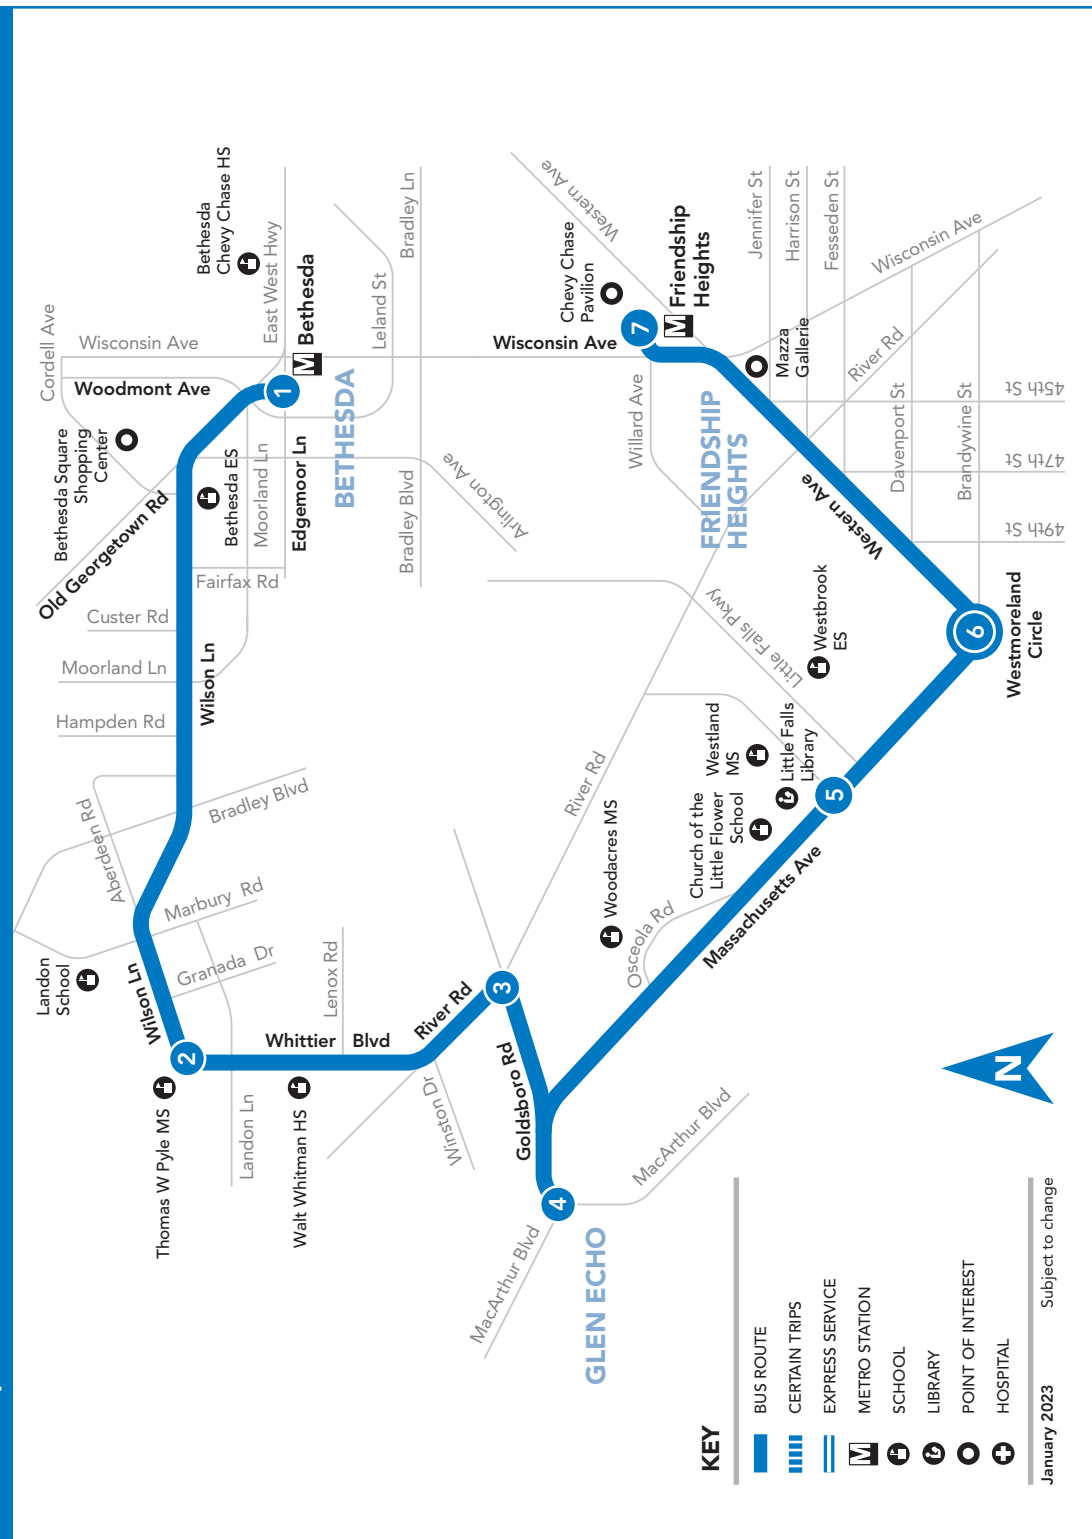 Landon
School
Thomas W Pyle MS
Walt Whitman HS
Wilson Ln
Granada Dr
Marbury Rd
Aberdeen Rd
Bradley Blvd
Landon Ln
Lenox Rd
Whittier Blvd
River Rd
Winston Dr
Hampden Rd
Moorland Ln
Custer Rd
Wilson Ln
Fairfax Rd
Old Georgetown Rd
Bethesda Square
Shopping
Center
Bethesda ES
Moorland Ln
Edgemoor Ln
Woodmont Ave
Cordell Ave
Wisconsin Ave
Bethesda
Chevy Chase HS
East West Hwy
M Bethesda
BETHESDA
Leland St
Bradley Ln
Bradley Blvd
Arlington Ave
1
2
3
4
5
6
7
Goldsboro Rd
MacArthur Blvd
MacArthur Blvd
GLEN ECHO
River Rd
Woodacres MS
Osceola Rd
Massachusetts Ave
Church of the
Little Flower
School
Westland
MS
Little Falls
Library
Little Falls Pkwy
Westbrook
ES
Westmoreland
Circle
Western Ave
FRIENDSHIP
HEIGHTS
Willard Ave
Wisconsin Ave
Chevy Chase
Pavilion
Western Ave
M Friendship
Heights
Mazza
Gallerie
Jennifer St
Harrison St
Fesseden St
Wisconsin Ave
River Rd
Davenport St
Brandywine St
45th St
47th St
49th St
N
KEY
BUS ROUTE
CERTAIN TRIPS
EXPRESS SERVICE
M METRO STATION
SCHOOL
LIBRARY
POINT OF INTEREST
HOSPITAL
January 2023 Subject to change